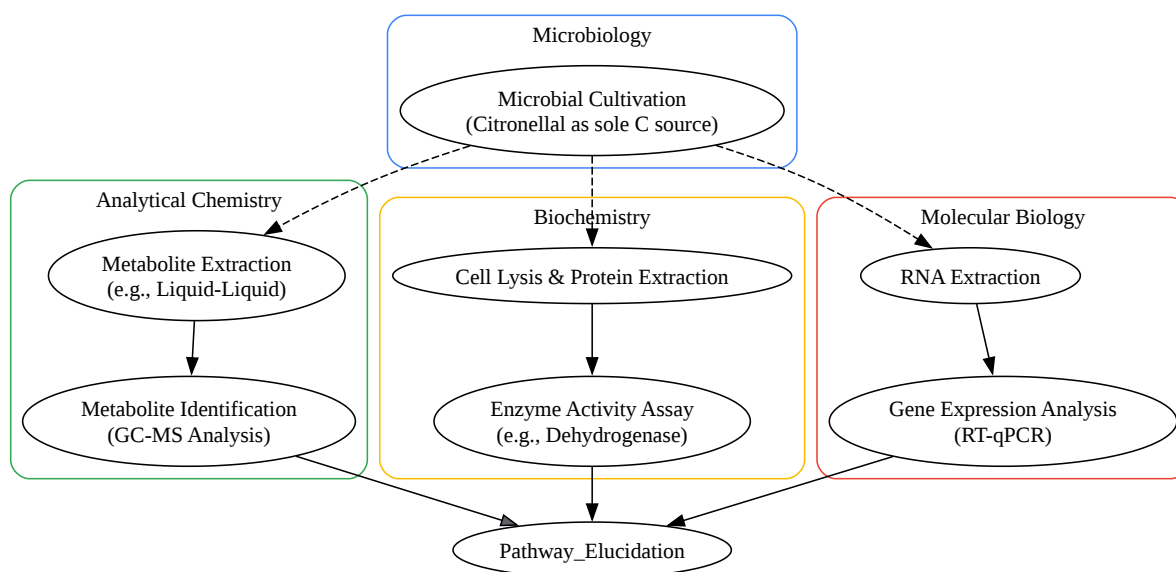 Microbiology
Microbial Cultivation
(Citronellal as sole C source)
Analytical Chemistry
Metabolite Extraction
(e.g., Liquid-Liquid)
Metabolite Identification
(GC-MS Analysis)
Biochemistry
Cell Lysis & Protein Extraction
Enzyme Activity Assay
(e.g., Dehydrogenase)
Molecular Biology
RNA Extraction
Gene Expression Analysis
(RT-qPCR)
Pathway_Elucidation